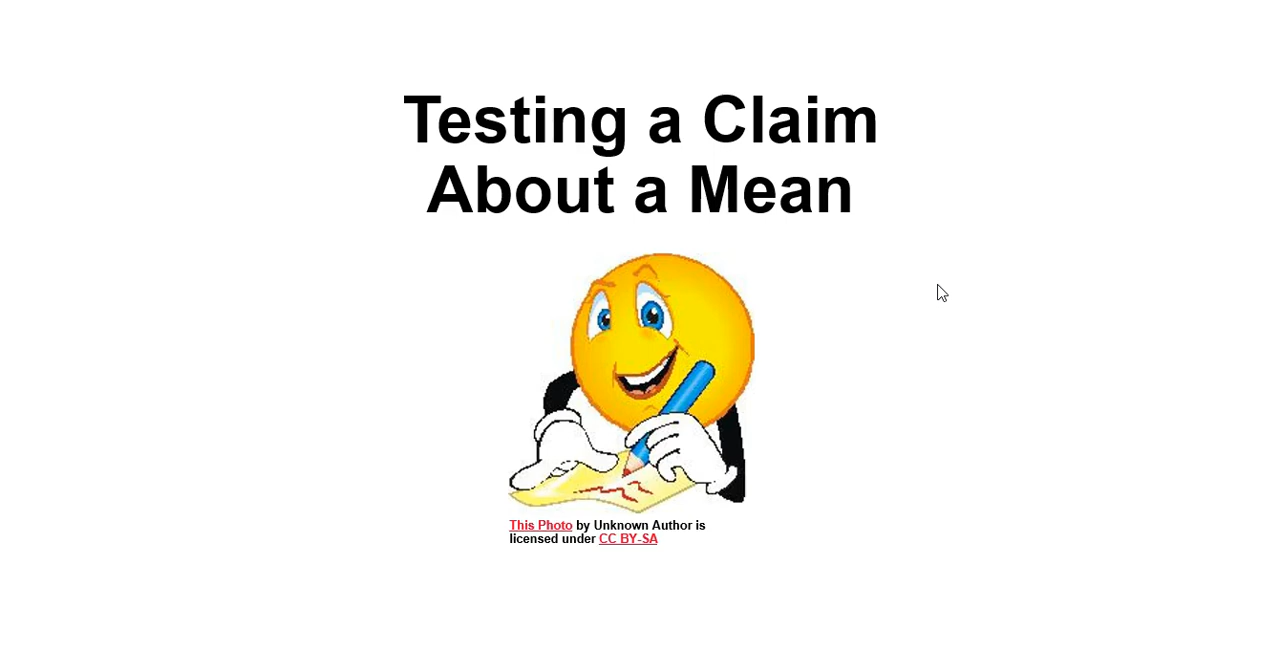 Testing a Claim
About a Mean
This Photo by Unknown Author is
licensed under CC BY-SA